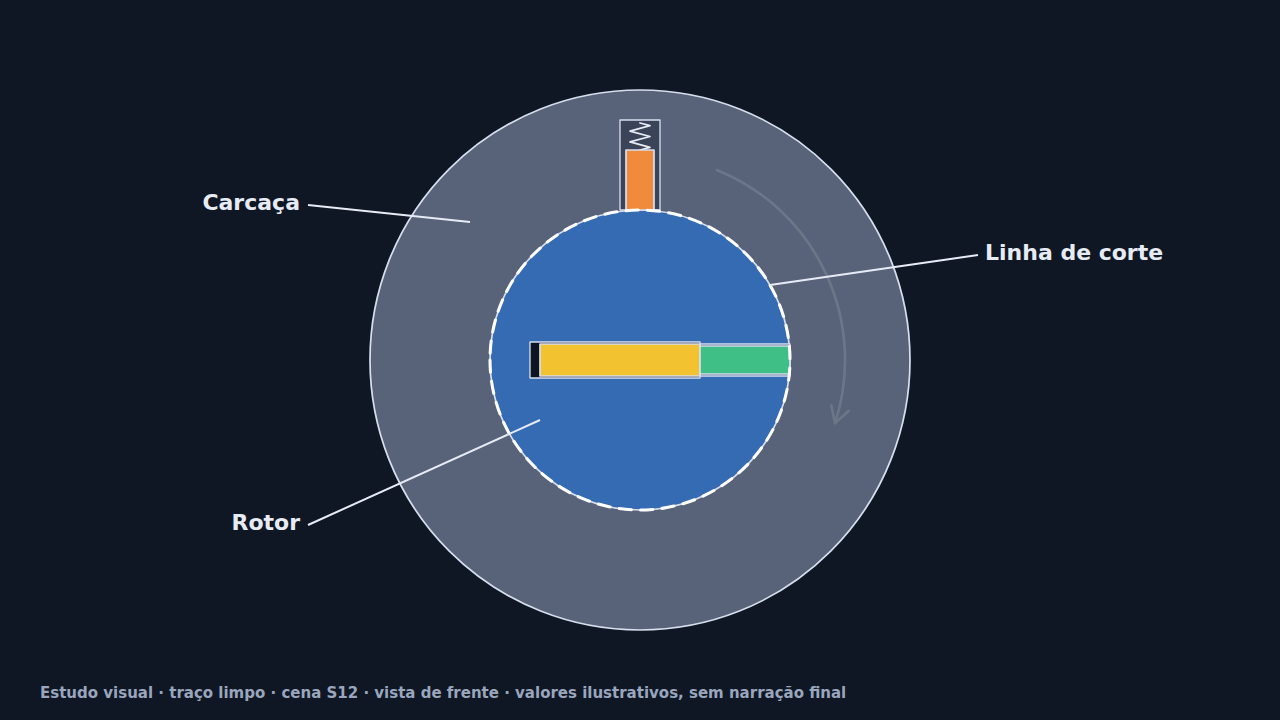 Carcaça
Linha de corte
Rotor
Estudo visual · traço limpo · cena S12 · vista de frente · valores ilustrativos, sem narração final